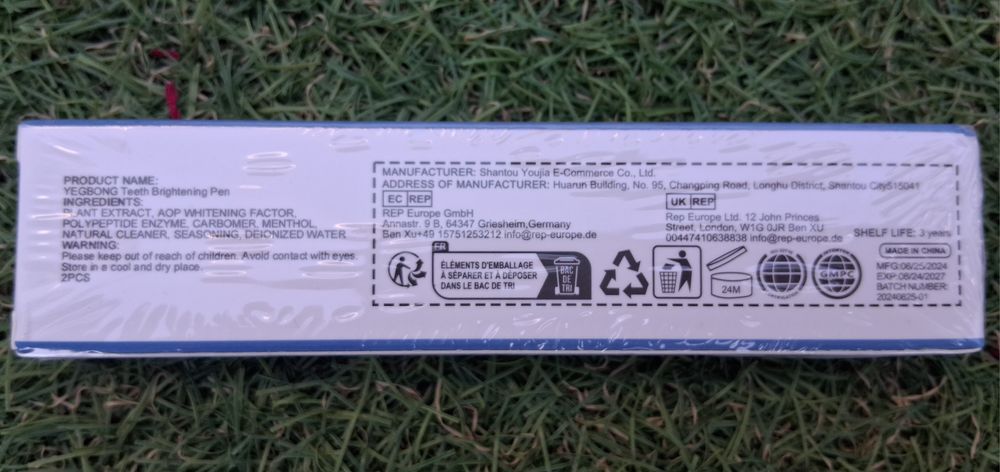 PRODUCT NAME:
YEGBONG Teeth Brightening Pen
INGREDIENTS:
PLANT EXTRACT, AOP WHITENING FACTOR,
POLYPEPTIDE ENZYME, CARBOMER, MENTHOL,
NATURAL CLEANER, SEASONING, DEIONIZED WATER
WARNING:
Please keep out of reach of children. Avoid contact with eyes.
Store in a cool and dry place.
2PCS
MANUFACTURER: Shantou Youjia E-Commerce Co., Ltd.
ADDRESS OF MANUFACTURER: Huarun Building, No. 95, Changping Road, Longhu District, Shantou City515041
EC REP
REP Europe GmbH
Annastr. 9 B, 64347 Griesheim,Germany
Ben Xu+49 15751253212 info@rep-europe.de
UK REP
Rep Europe Ltd. 12 John Princes
Street, London, W1G 0JR Ben XU
00447410638838 info@rep-europe.de
SHELF LIFE: 3 years
FR
ÉLÉMENTS D'EMBALLAGE
À SÉPARER ET À DÉPOSER
DANS LE BAC DE TRI
BAC
DE
TRI
24M
GMPC
MADE IN CHINA
MFG:08/25/2024
EXP:08/24/2027
BATCH NUMBER:
20240825-01